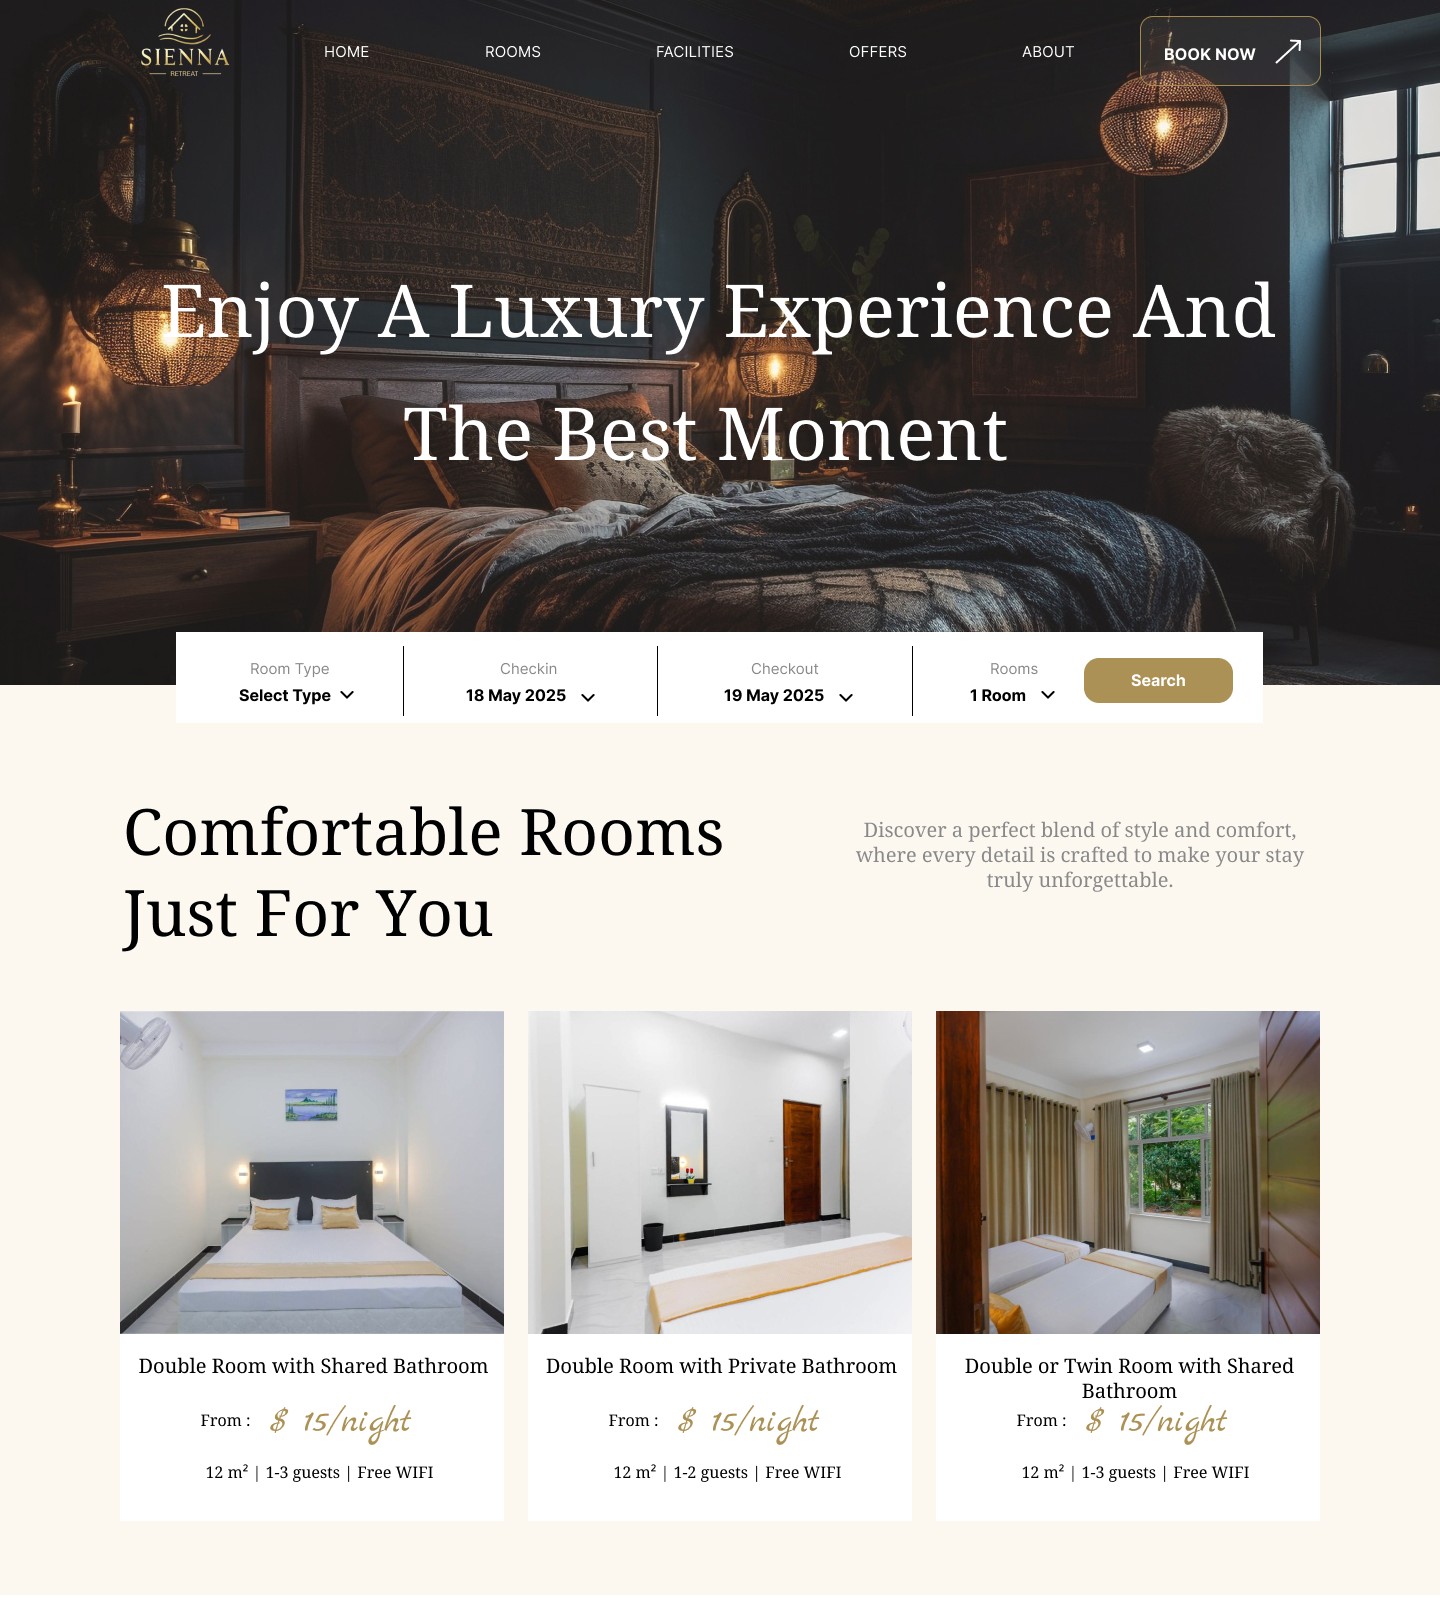 SIENNA
RETREAT
HOME
ROOMS
FACILITIES
OFFERS
ABOUT
BOOK NOW
Enjoy A Luxury Experience And
The Best Moment
Room Type
Select Type
Checkin
18 May 2025
Checkout
19 May 2025
Rooms
1 Room
Search
Comfortable Rooms
Just For You
Discover a perfect blend of style and comfort,
where every detail is crafted to make your stay
truly unforgettable.
Double Room with Shared Bathroom
From : $ 15/night
12 m² | 1-3 guests | Free WIFI
Double Room with Private Bathroom
From : $ 15/night
12 m² | 1-2 guests | Free WIFI
Double or Twin Room with Shared
Bathroom
From : $ 15/night
12 m² | 1-3 guests | Free WIFI